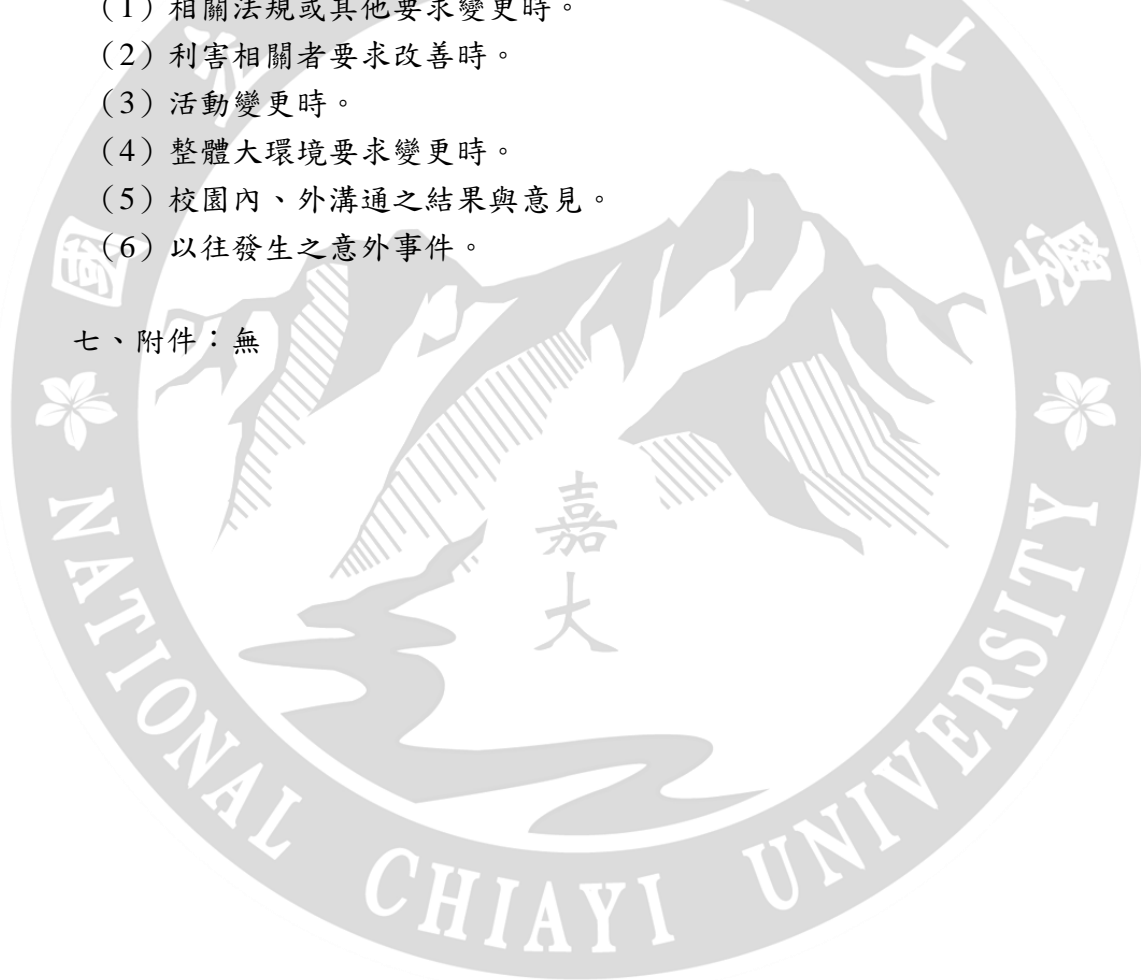 (1)相關法規或其他要求變更時。
(2)利害相關者要求改善時。
(3)活動變更時。
(4)整體大環境要求變更時。
(5)校園內、外溝通之結果與意見。
(6)以往發生之意外事件。
七、附件：無
國
大
學
嘉
大
NATIONAL CHIAYI UNIVERSITY